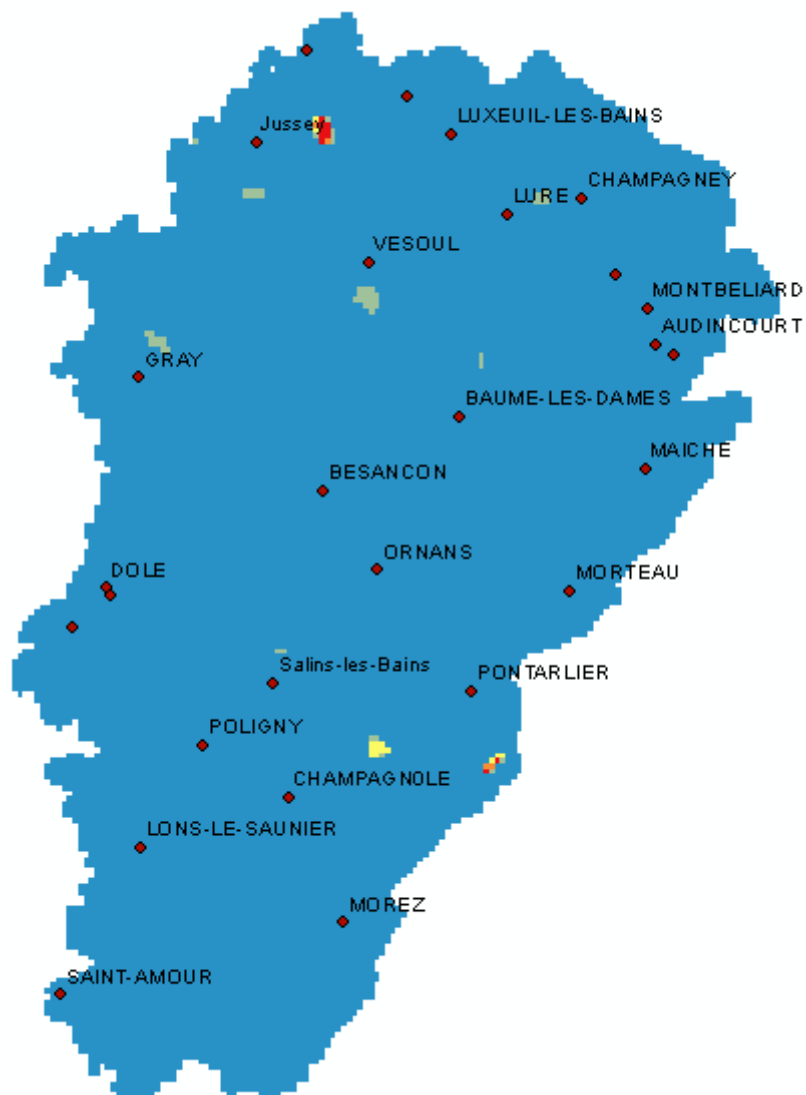 LUXEUIL-LES-BAINS
Jussey
CHAMPAGNEY
LURE
VESOUL
MONTBELIARD
AUDINCOURT
GRAY
BAUME-LES-DAMES
MAICHE
BESANCON
ORNANS
DOLE
MORTEAU
Salins-les-Bains
PONTARLIER
POLIGNY
CHAMPAGNOLE
LONS-LE-SAUNIER
MOREZ
SAINT-AMOUR